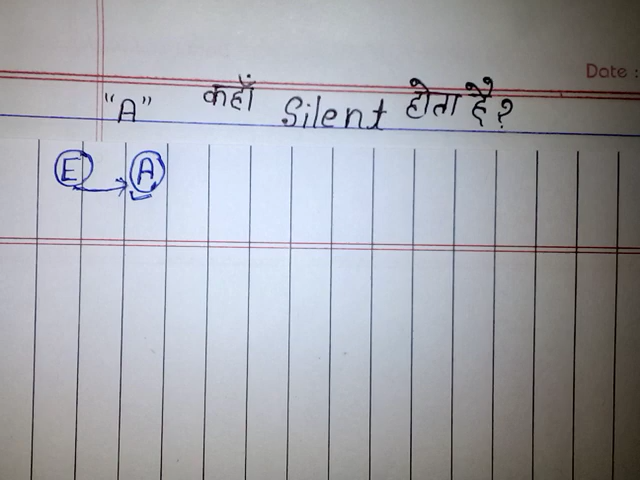 Date :
"A" कहाँ Silent होता है?
E → A